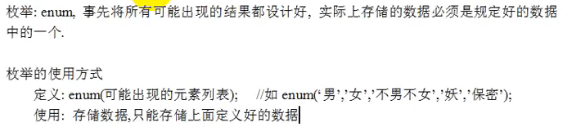 枚举: enum, 事先将所有可能出现的结果都设计好, 实际上存储的数据必须是规定好的数据
中的一个.
枚举的使用方式
定义: enum(可能出现的元素列表); //如 enum(‘男’,’女’,’不男不女’,’妖’,’保密’);
使用: 存储数据,只能存储上面定义好的数据